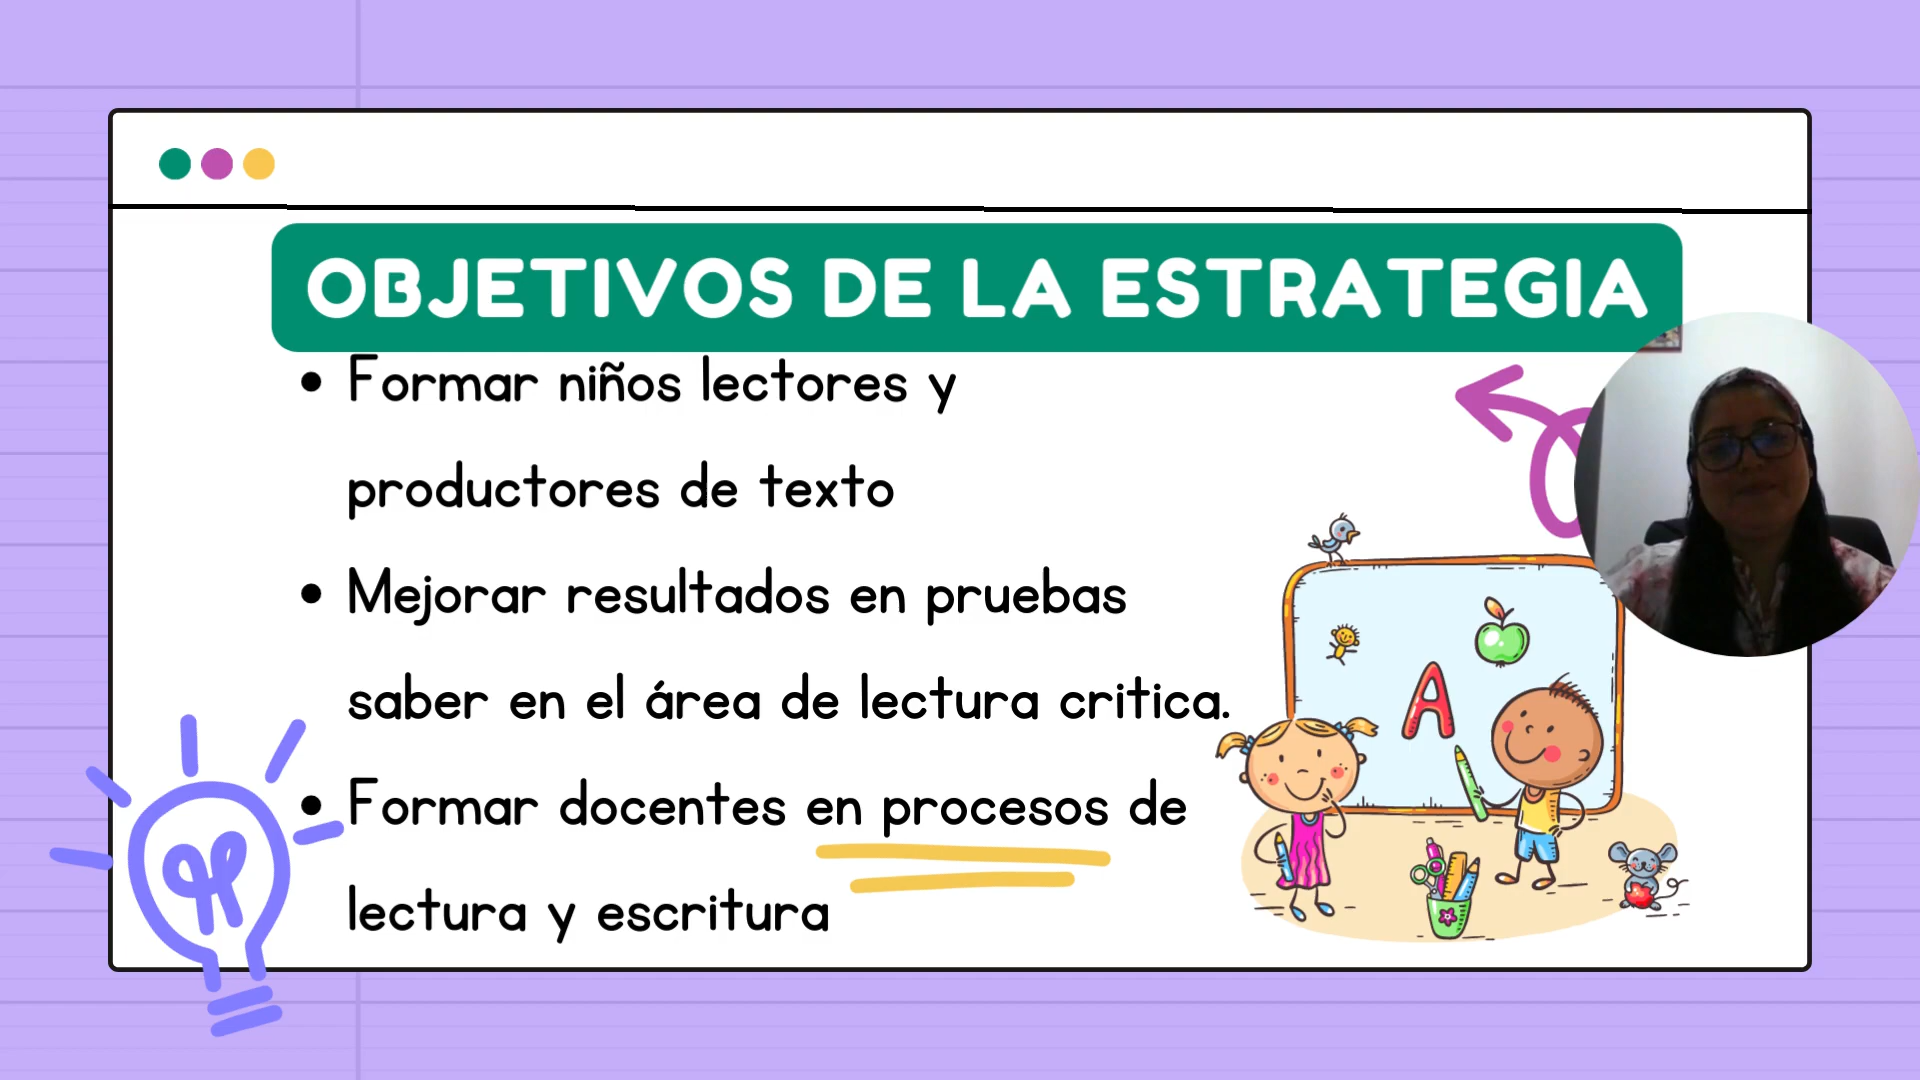 OBJETIVOS DE LA ESTRATEGIA
• Formar niños lectores y
productores de texto
• Mejorar resultados en pruebas
saber en el área de lectura critica.
• Formar docentes en procesos de
lectura y escritura
A